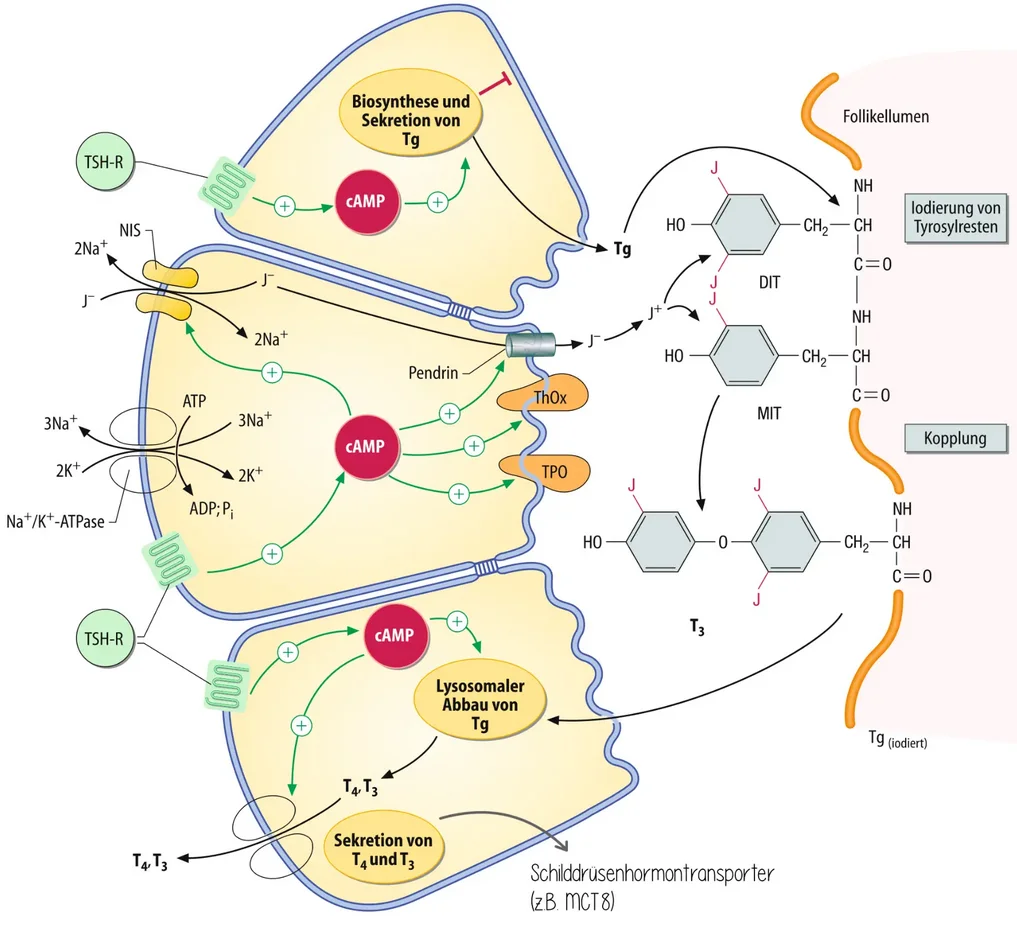 Biosynthese und
Sekretion von
Tg
Follikellumen
TSH-R
cAMP
+
+
Tg
J
NH
HO
CH₂
CH
C=O
J
DIT
Iodierung von
Tyrosylresten
NIS
2Na⁺
J⁻
J⁻
2Na⁺
Pendrin
J⁻
J⁺
J
NH
HO
CH₂
CH
C=O
MIT
+
ThOx
Kopplung
ATP
3Na⁺
3Na⁺
2K⁺
2K⁺
ADP; Pᵢ
Na⁺/K⁺-ATPase
cAMP
+
+
+
TPO
+
J
J
NH
HO
O
CH₂
CH
C=O
J
T₃
TSH-R
cAMP
+
+
+
Lysosomaler
Abbau von
Tg
Tg (iodiert)
T₄, T₃
Sekretion von
T₄ und T₃
T₄, T₃
Schilddrüsenhormontransporter
(z.B. MCT8)